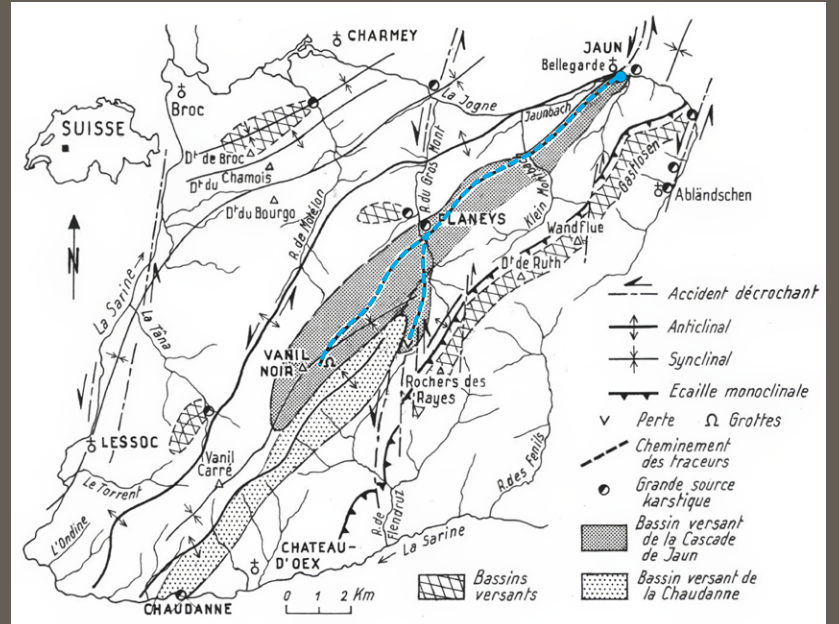 CHARMEY
JAUN
Bellegarde
Broc
La Jogne
Jaunbach
SUISSE
Dt de Broc
Dt du
Chamois
Dt du Bourgo
R. de Motélon
R. du Gros Mont
Klein
Gastlosen
Abländschen
N
La Sarine
La Tâna
Wandflue
Dt de Ruth
VANIL
NOIR
Rochers des
Rayes
LESSOC
Vanil
Carré
Le Torrent
L'Ondine
R. de
Flendruz
R. des Fenils
CHATEAU-
D'OEX
La Sarine
CHAUDANNE
0 1 2 Km
Accident décrochant
Anticlinal
Synclinal
Ecaille monoclinale
Perte
Grottes
Cheminement
des traceurs
Grande source
karstique
Bassin versant
de la Cascade
de Jaun
Bassins
versants
Bassin versant de
la Chaudanne